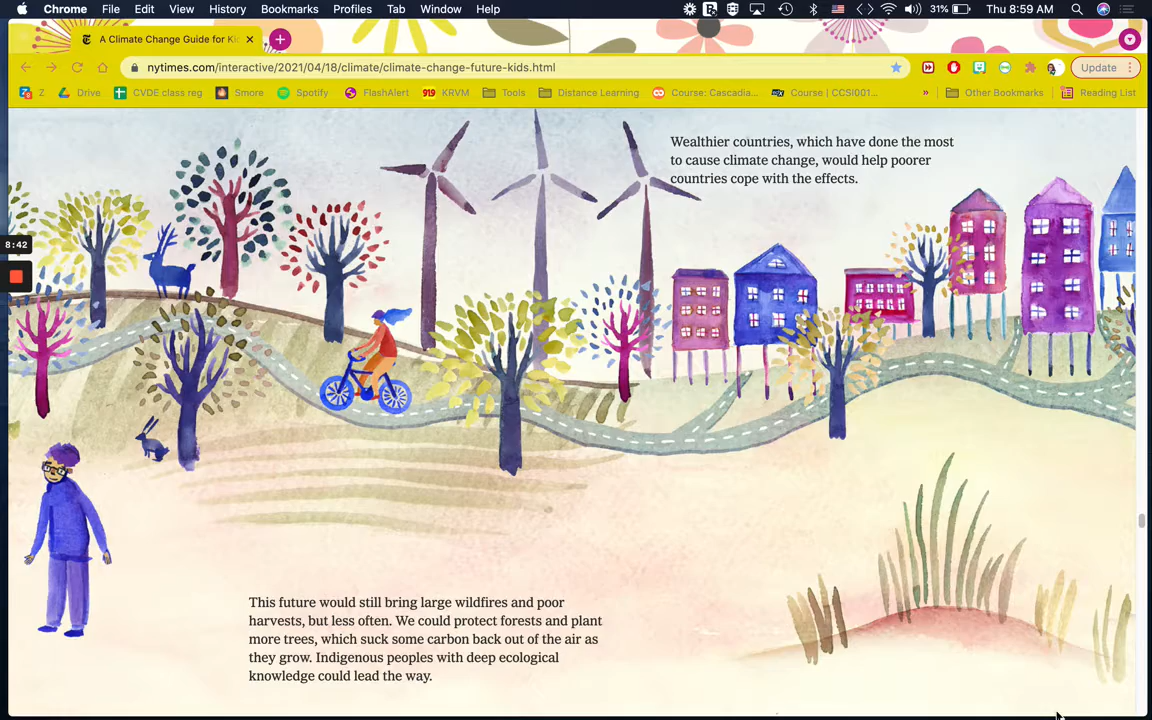 Chrome File Edit View History Bookmarks Profiles Tab Window Help 31% Thu 8:59 AM
A Climate Change Guide for Ki
nytimes.com/interactive/2021/04/18/climate/climate-change-future-kids.html Update
Z Drive CVDE class reg Smore Spotify FlashAlert 919 KRVM Tools Distance Learning Course: Cascadia... Course | CCSI001... » Other Bookmarks Reading List
Wealthier countries, which have done the most
to cause climate change, would help poorer
countries cope with the effects.
8:42
This future would still bring large wildfires and poor
harvests, but less often. We could protect forests and plant
more trees, which suck some carbon back out of the air as
they grow. Indigenous peoples with deep ecological
knowledge could lead the way.